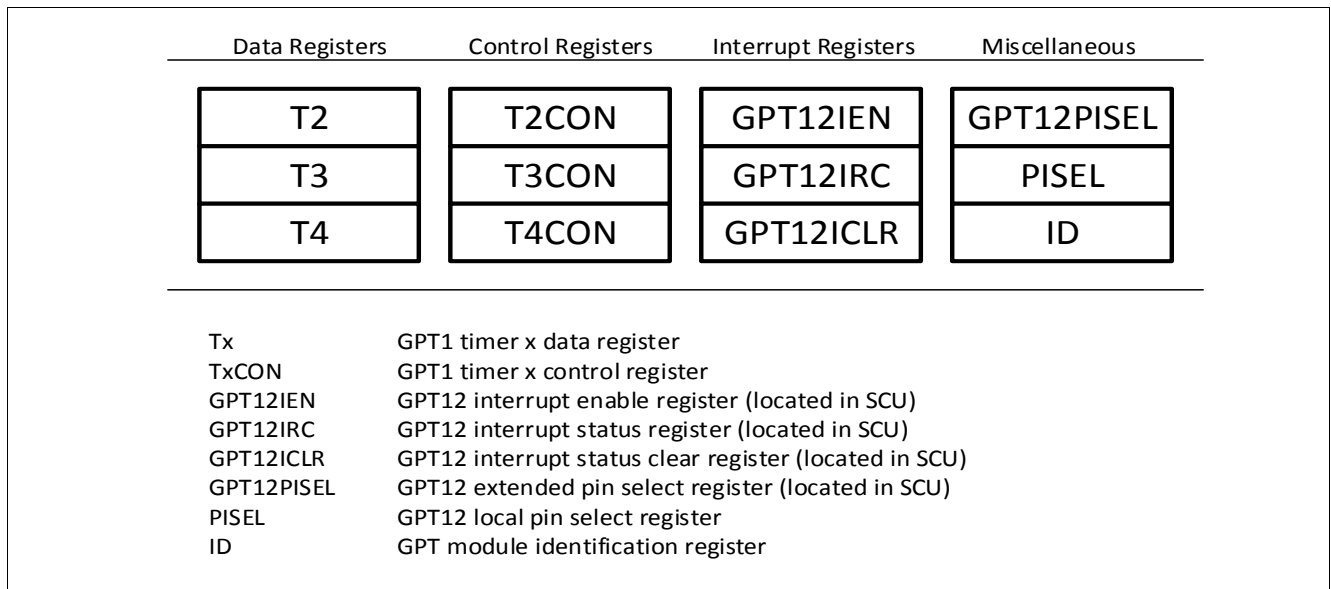 Data Registers Control Registers Interrupt Registers Miscellaneous
T2 T2CON GPT12IEN GPT12PISEL
T3 T3CON GPT12IRC PISEL
T4 T4CON GPT12ICLR ID
Tx GPT1 timer x data register
TxCON GPT1 timer x control register
GPT12IEN GPT12 interrupt enable register (located in SCU)
GPT12IRC GPT12 interrupt status register (located in SCU)
GPT12ICLR GPT12 interrupt status clear register (located in SCU)
GPT12PISEL GPT12 extended pin select register (located in SCU)
PISEL GPT12 local pin select register
ID GPT module identification register